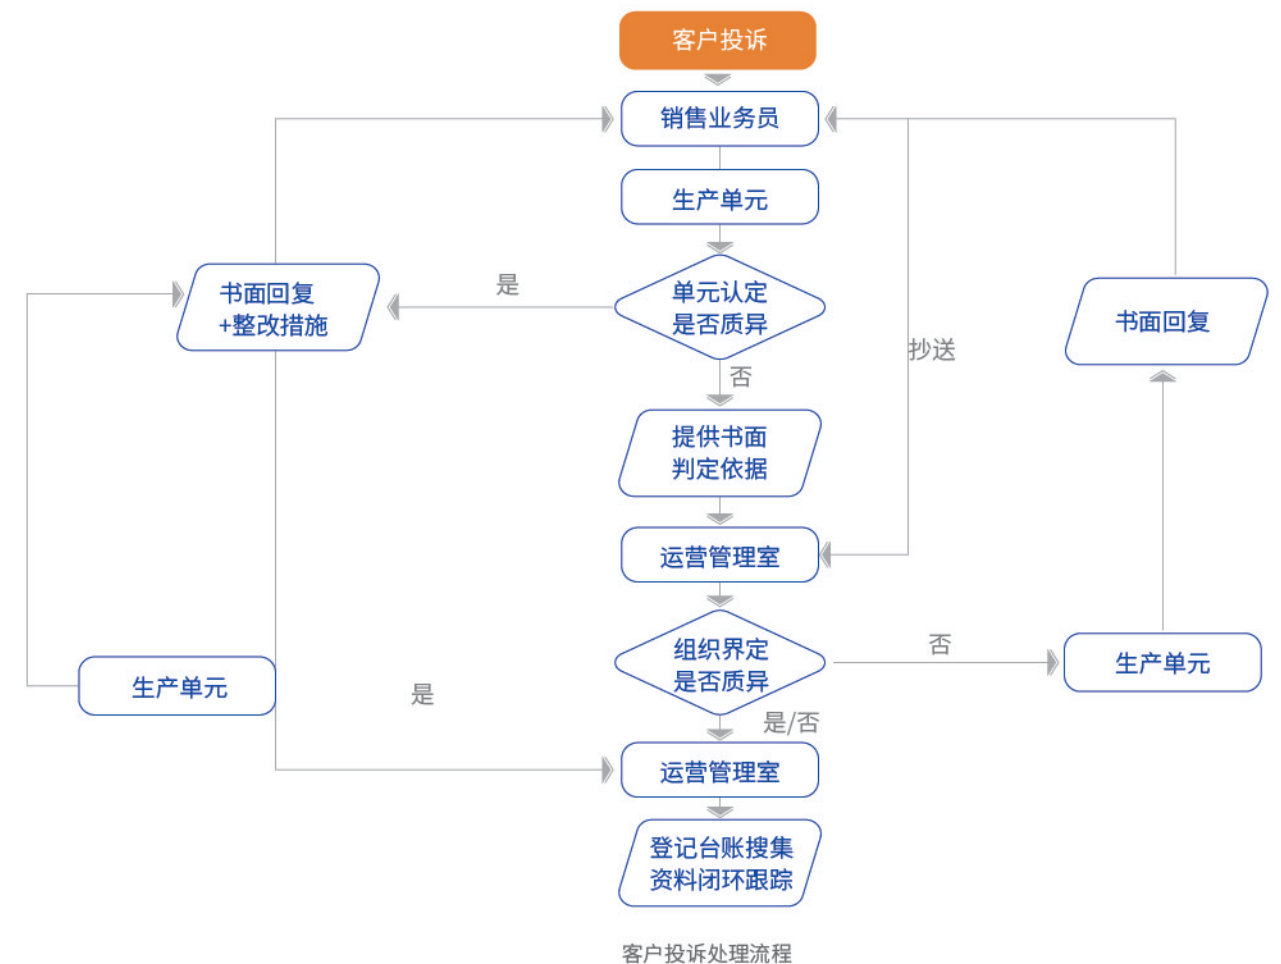 客户投诉
销售业务员
生产单元
单元认定
是否质异
是
否
书面回复
+整改措施
抄送
书面回复
提供书面
判定依据
运营管理室
组织界定
是否质异
否
生产单元
生产单元
是
是/否
运营管理室
登记台账搜集
资料闭环跟踪
客户投诉处理流程